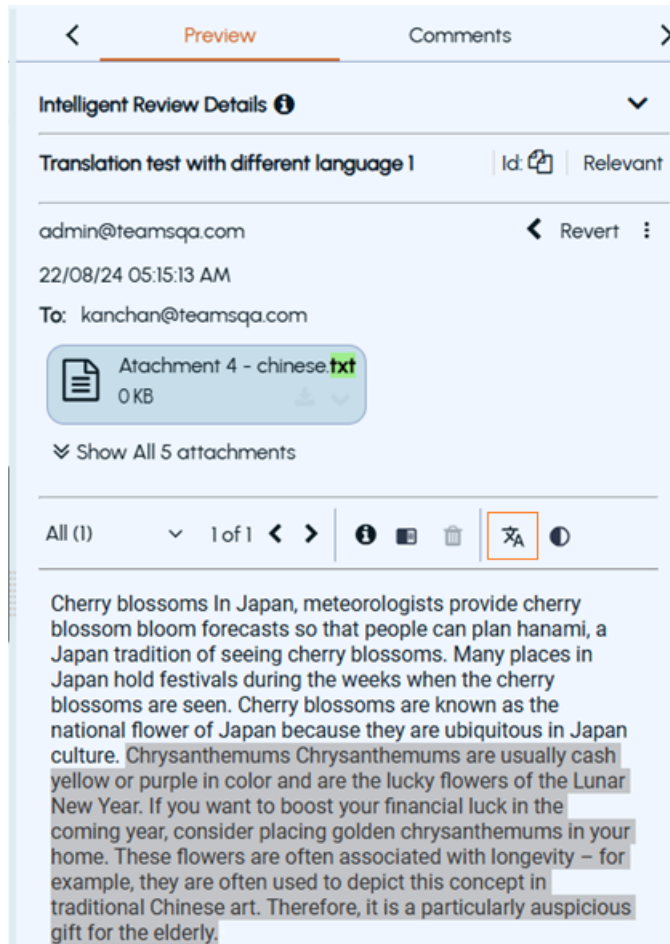 Preview
Comments
Intelligent Review Details
Translation test with different language 1
Id:
Relevant
admin@teamsqa.com
Revert
22/08/24 05:15:13 AM
To: kanchan@teamsqa.com
Atachment 4 - chinese.txt
0 KB
Show All 5 attachments
All (1)
1 of 1
Cherry blossoms In Japan, meteorologists provide cherry
blossom bloom forecasts so that people can plan hanami, a
Japan tradition of seeing cherry blossoms. Many places in
Japan hold festivals during the weeks when the cherry
blossoms are seen. Cherry blossoms are known as the
national flower of Japan because they are ubiquitous in Japan
culture. Chrysanthemums Chrysanthemums are usually cash
yellow or purple in color and are the lucky flowers of the Lunar
New Year. If you want to boost your financial luck in the
coming year, consider placing golden chrysanthemums in your
home. These flowers are often associated with longevity – for
example, they are often used to depict this concept in
traditional Chinese art. Therefore, it is a particularly auspicious
gift for the elderly.